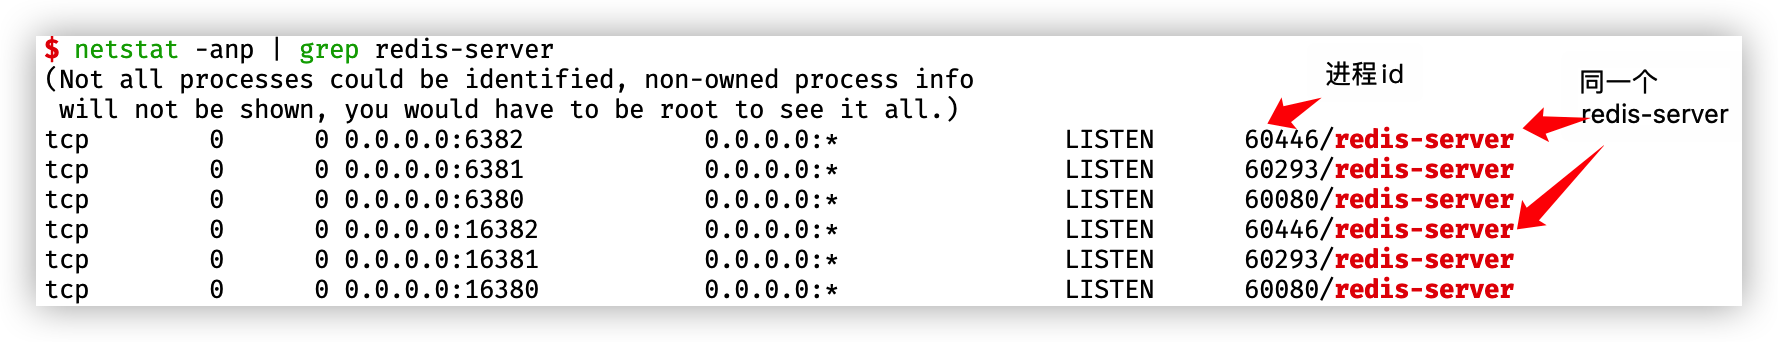 $ netstat -anp | grep redis-server
(Not all processes could be identified, non-owned process info
will not be shown, you would have to be root to see it all.)
进程id
同一个
redis-server
tcp 0 0 0.0.0.0:6382 0.0.0.0:* LISTEN 60446/redis-server
tcp 0 0 0.0.0.0:6381 0.0.0.0:* LISTEN 60293/redis-server
tcp 0 0 0.0.0.0:6380 0.0.0.0:* LISTEN 60080/redis-server
tcp 0 0 0.0.0.0:16382 0.0.0.0:* LISTEN 60446/redis-server
tcp 0 0 0.0.0.0:16381 0.0.0.0:* LISTEN 60293/redis-server
tcp 0 0 0.0.0.0:16380 0.0.0.0:* LISTEN 60080/redis-server